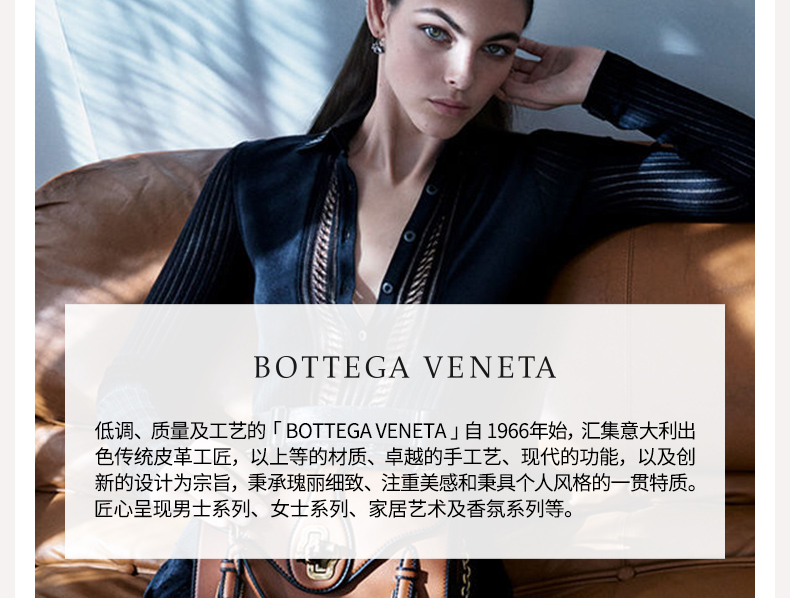 BOTTEGA VENETA
低调、质量及工艺的「BOTTEGA VENETA」自 1966年始，汇集意大利出
色传统皮革工匠，以上等的材质、卓越的手工艺、现代的功能，以及创
新的设计为宗旨，秉承瑰丽细致、注重美感和秉具个人风格的一贯特质。
匠心呈现男士系列、女士系列、家居艺术及香氛系列等。